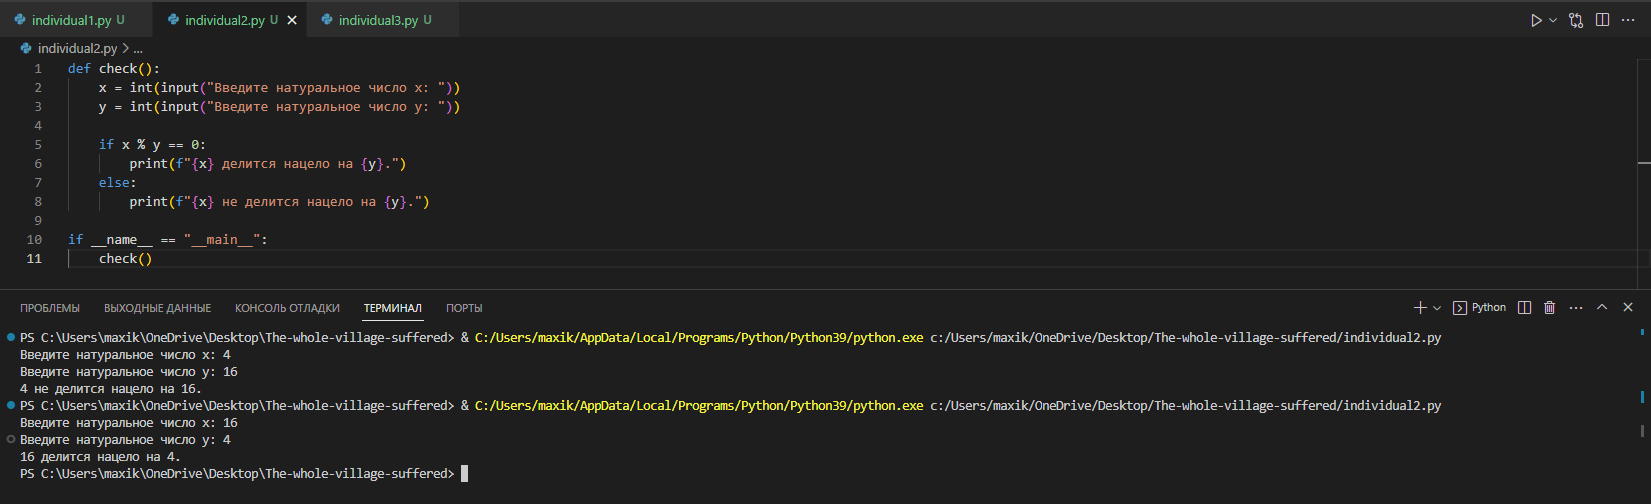 individual1.py U individual2.py U individual3.py U
individual2.py > ...
1 def check():
2 x = int(input("Введите натуральное число x: "))
3 y = int(input("Введите натуральное число y: "))
4
5 if x % y == 0:
6 print(f"{x} делится нацело на {y}.")
7 else:
8 print(f"{x} не делится нацело на {y}.")
9
10 if __name__ == "__main__":
11 check()
ПРОБЛЕМЫ ВЫХОДНЫЕ ДАННЫЕ КОНСОЛЬ ОТЛАДКИ ТЕРМИНАЛ ПОРТЫ Python
PS C:\Users\maxik\OneDrive\Desktop\The-whole-village-suffered> & C:/Users/maxik/AppData/Local/Programs/Python/Python39/python.exe c:/Users/maxik/OneDrive/Desktop/The-whole-village-suffered/individual2.py
Введите натуральное число x: 4
Введите натуральное число y: 16
4 не делится нацело на 16.
PS C:\Users\maxik\OneDrive\Desktop\The-whole-village-suffered> & C:/Users/maxik/AppData/Local/Programs/Python/Python39/python.exe c:/Users/maxik/OneDrive/Desktop/The-whole-village-suffered/individual2.py
Введите натуральное число x: 16
Введите натуральное число y: 4
16 делится нацело на 4.
PS C:\Users\maxik\OneDrive\Desktop\The-whole-village-suffered>